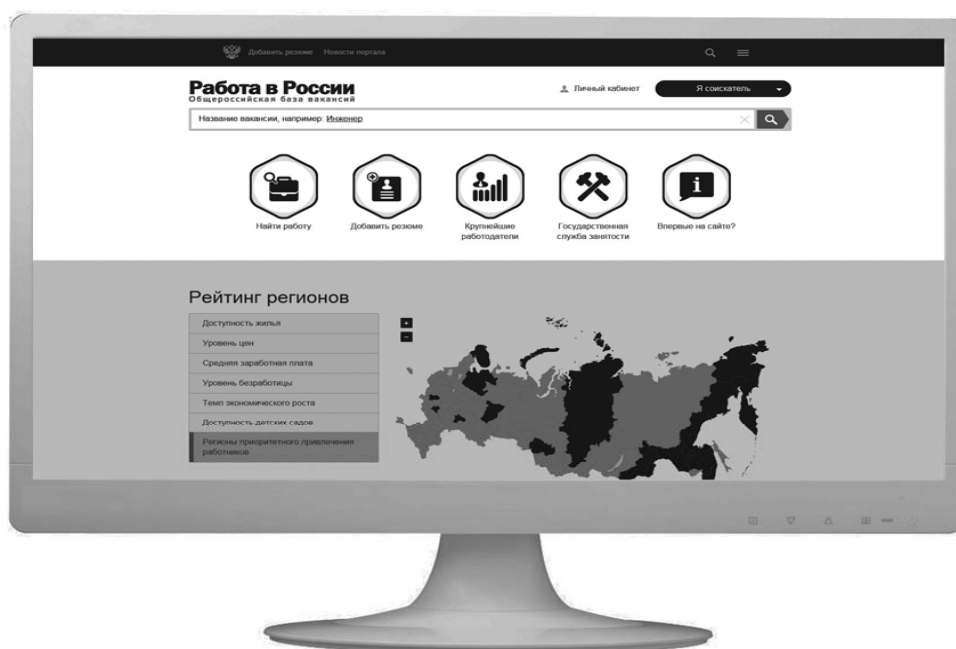 Добавить резюме Новости портала
Работа в России
Общероссийская база вакансий
Личный кабинет
Я соискатель
Название вакансии, например: Инженер
Найти работу
Добавить резюме
Крупнейшие
работодатели
Государственная
служба занятости
Впервые на сайте?
Рейтинг регионов
Доступность жилья
Уровень цен
Средняя заработная плата
Уровень безработицы
Темп экономического роста
Доступность детских садов
Регионы приоритетного привлечения
работников